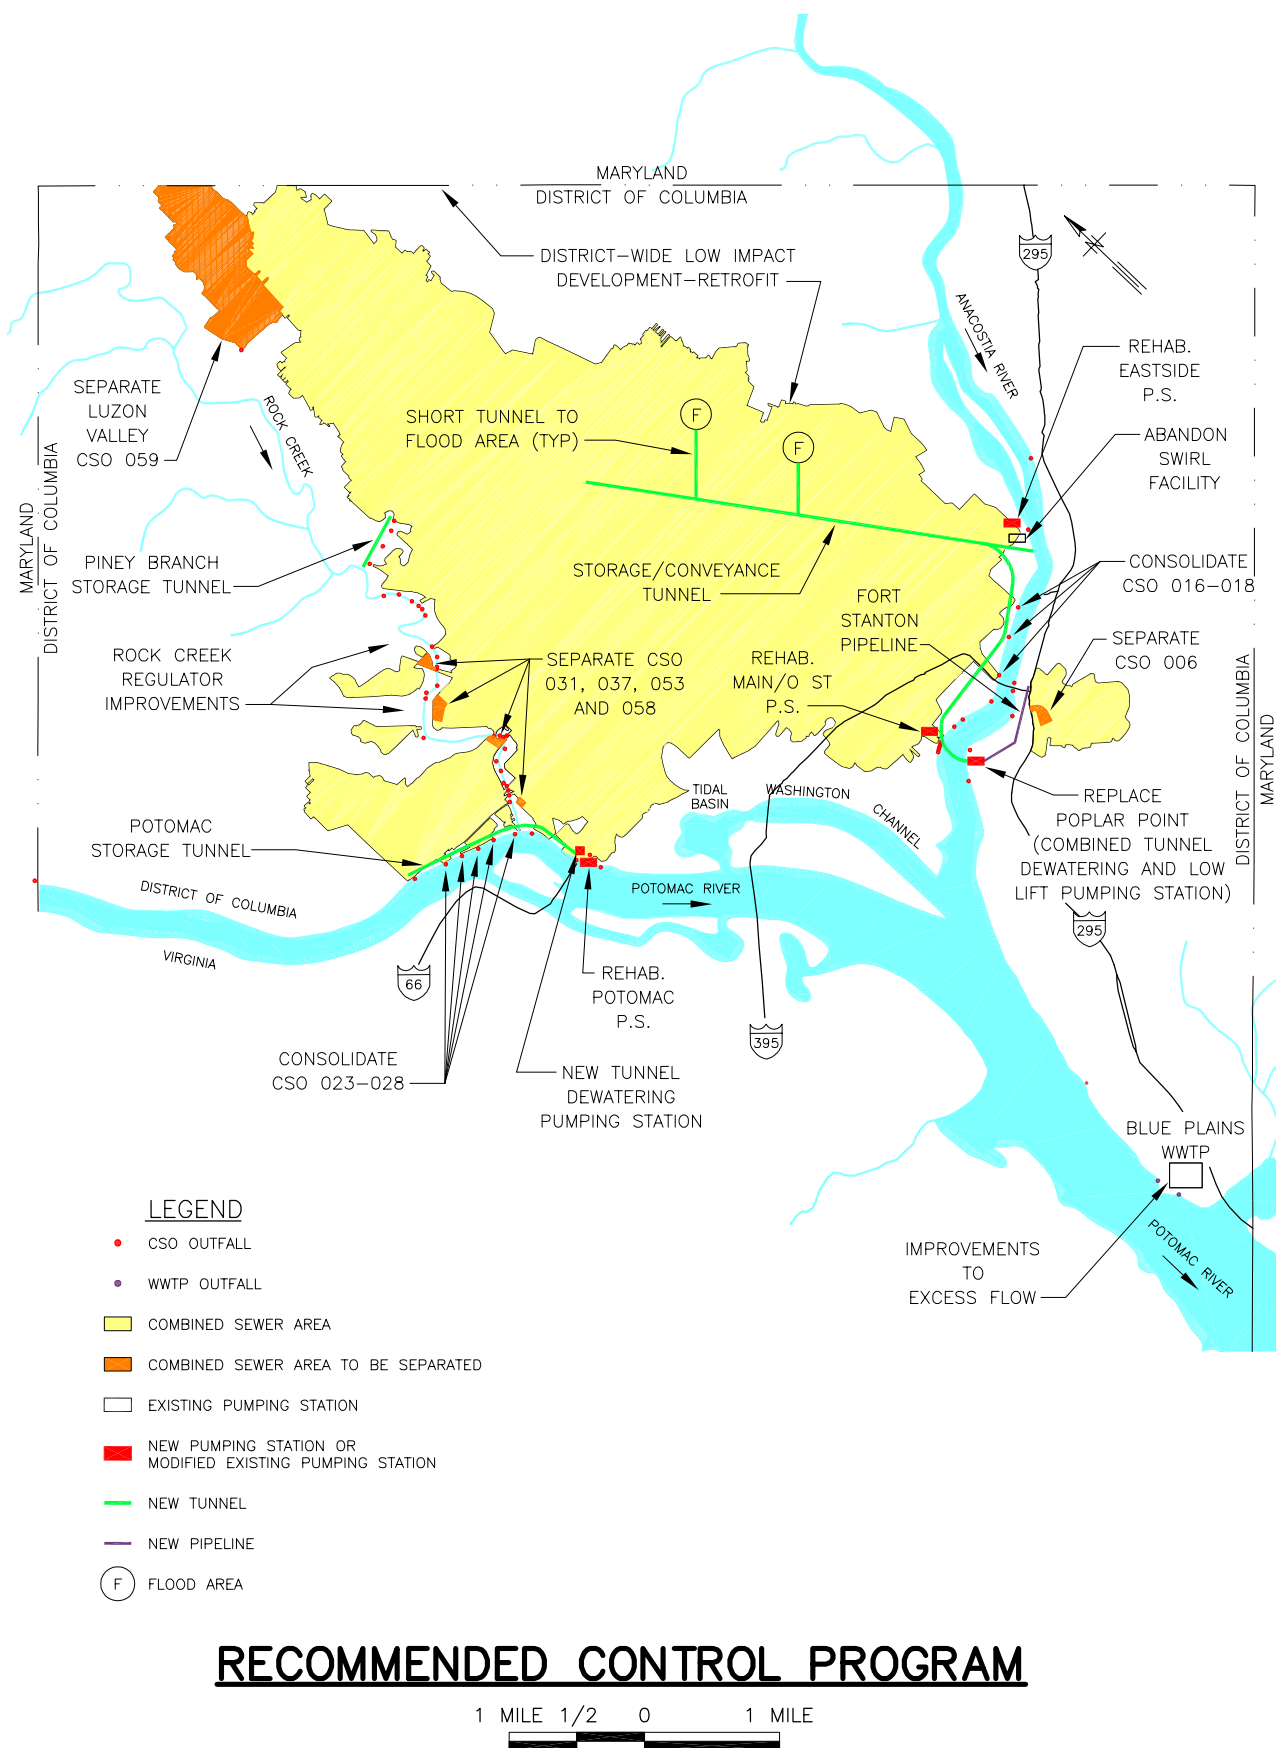 MARYLAND
DISTRICT OF COLUMBIA
DISTRICT-WIDE LOW IMPACT
DEVELOPMENT-RETROFIT
295
ANACOSTIA RIVER
REHAB.
EASTSIDE
P.S.
SEPARATE
LUZON
VALLEY
CSO 059
ROCK CREEK
SHORT TUNNEL TO
FLOOD AREA (TYP)
F
F
ABANDON
SWIRL
FACILITY
MARYLAND
DISTRICT OF COLUMBIA
PINEY BRANCH
STORAGE TUNNEL
STORAGE/CONVEYANCE
TUNNEL
FORT
STANTON
PIPELINE
CONSOLIDATE
CSO 016-018
ROCK CREEK
REGULATOR
IMPROVEMENTS
SEPARATE CSO
031, 037, 053
AND 058
REHAB.
MAIN/O ST
P.S.
SEPARATE
CSO 006
DISTRICT OF COLUMBIA
MARYLAND
TIDAL
BASIN
WASHINGTON
CHANNEL
REPLACE
POPLAR POINT
(COMBINED TUNNEL
DEWATERING AND LOW
LIFT PUMPING STATION)
POTOMAC
STORAGE TUNNEL
DISTRICT OF COLUMBIA
VIRGINIA
POTOMAC RIVER
295
66
REHAB.
POTOMAC
P.S.
395
CONSOLIDATE
CSO 023-028
NEW TUNNEL
DEWATERING
PUMPING STATION
BLUE PLAINS
WWTP
POTOMAC RIVER
IMPROVEMENTS
TO
EXCESS FLOW
LEGEND
CSO OUTFALL
WWTP OUTFALL
COMBINED SEWER AREA
COMBINED SEWER AREA TO BE SEPARATED
EXISTING PUMPING STATION
NEW PUMPING STATION OR
MODIFIED EXISTING PUMPING STATION
NEW TUNNEL
NEW PIPELINE
F FLOOD AREA
RECOMMENDED CONTROL PROGRAM
1 MILE 1/2 0 1 MILE